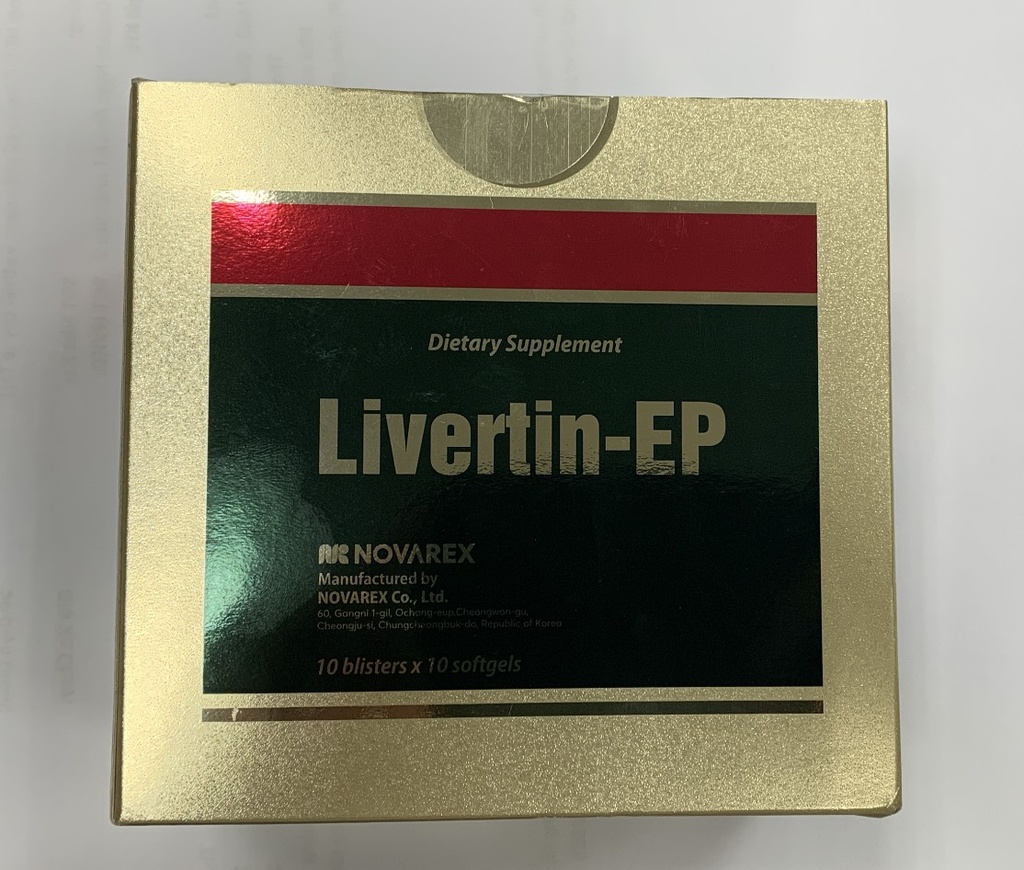 Dietary Supplement
Livertin-EP
NOVAREX
Manufactured by
NOVAREX Co., Ltd.
60, Gangni 1-gil, Ochang-eup,Cheongwon-gu,
Cheongju-si, Chungcheongbuk-do, Republic of Korea
10 blisters x 10 softgels